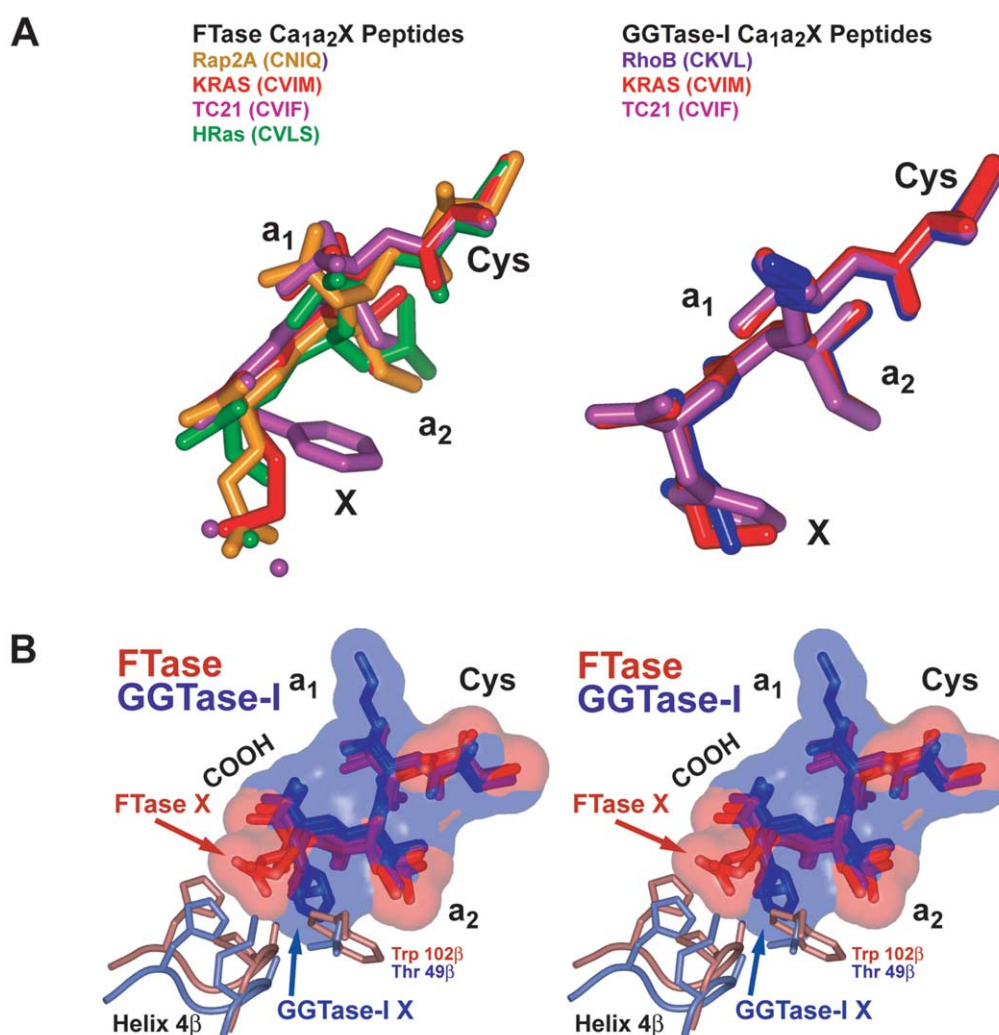 A
FTase Ca₁a₂X Peptides
Rap2A (CNIQ)
KRAS (CVIM)
TC21 (CVIF)
HRas (CVLS)
a₁
Cys
a₂
X
GGTase-I Ca₁a₂X Peptides
RhoB (CKVL)
KRAS (CVIM)
TC21 (CVIF)
Cys
a₁
a₂
X
B
FTase
GGTase-I
a₁
Cys
COOH
FTase X
a₂
Trp 102β
Thr 49β
GGTase-I X
Helix 4β
FTase
GGTase-I
a₁
Cys
COOH
FTase X
a₂
Trp 102β
Thr 49β
GGTase-I X
Helix 4β